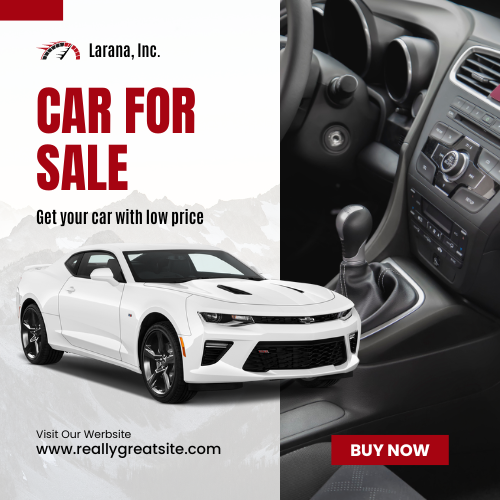 Larana, Inc.
CAR FOR
SALE
Get your car with low price
Visit Our Werbsite
www.reallygreatsite.com
BUY NOW